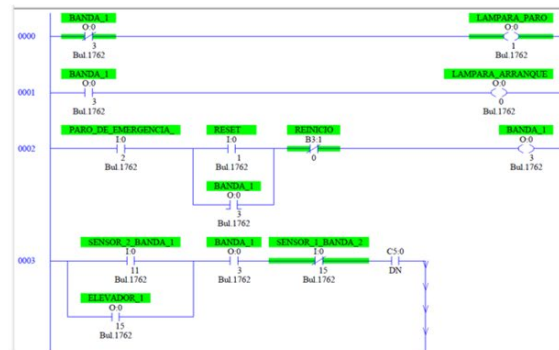 BANDA_1 LAMPARA_PARO
O:0 O:0
0000
3 1
Bul.1762 Bul.1762
BANDA_1 LAMPARA_ARRANQUE
O:0 O:0
0001
3 0
Bul.1762 Bul.1762
PARO_DE_EMERGENCIA_ RESET REINICIO BANDA_1
I:0 I:0 B3:1 O:0
0002
2 1 0 3
Bul.1762 Bul.1762 Bul.1762
BANDA_1
O:0
3
Bul.1762
SENSOR_2_BANDA_1 BANDA_1 SENSOR_1_BANDA_2
I:0 O:0 I:0 C5:0
0003
11 3 15 DN
Bul.1762 Bul.1762 Bul.1762
ELEVADOR_1
O:0
15
Bul.1762